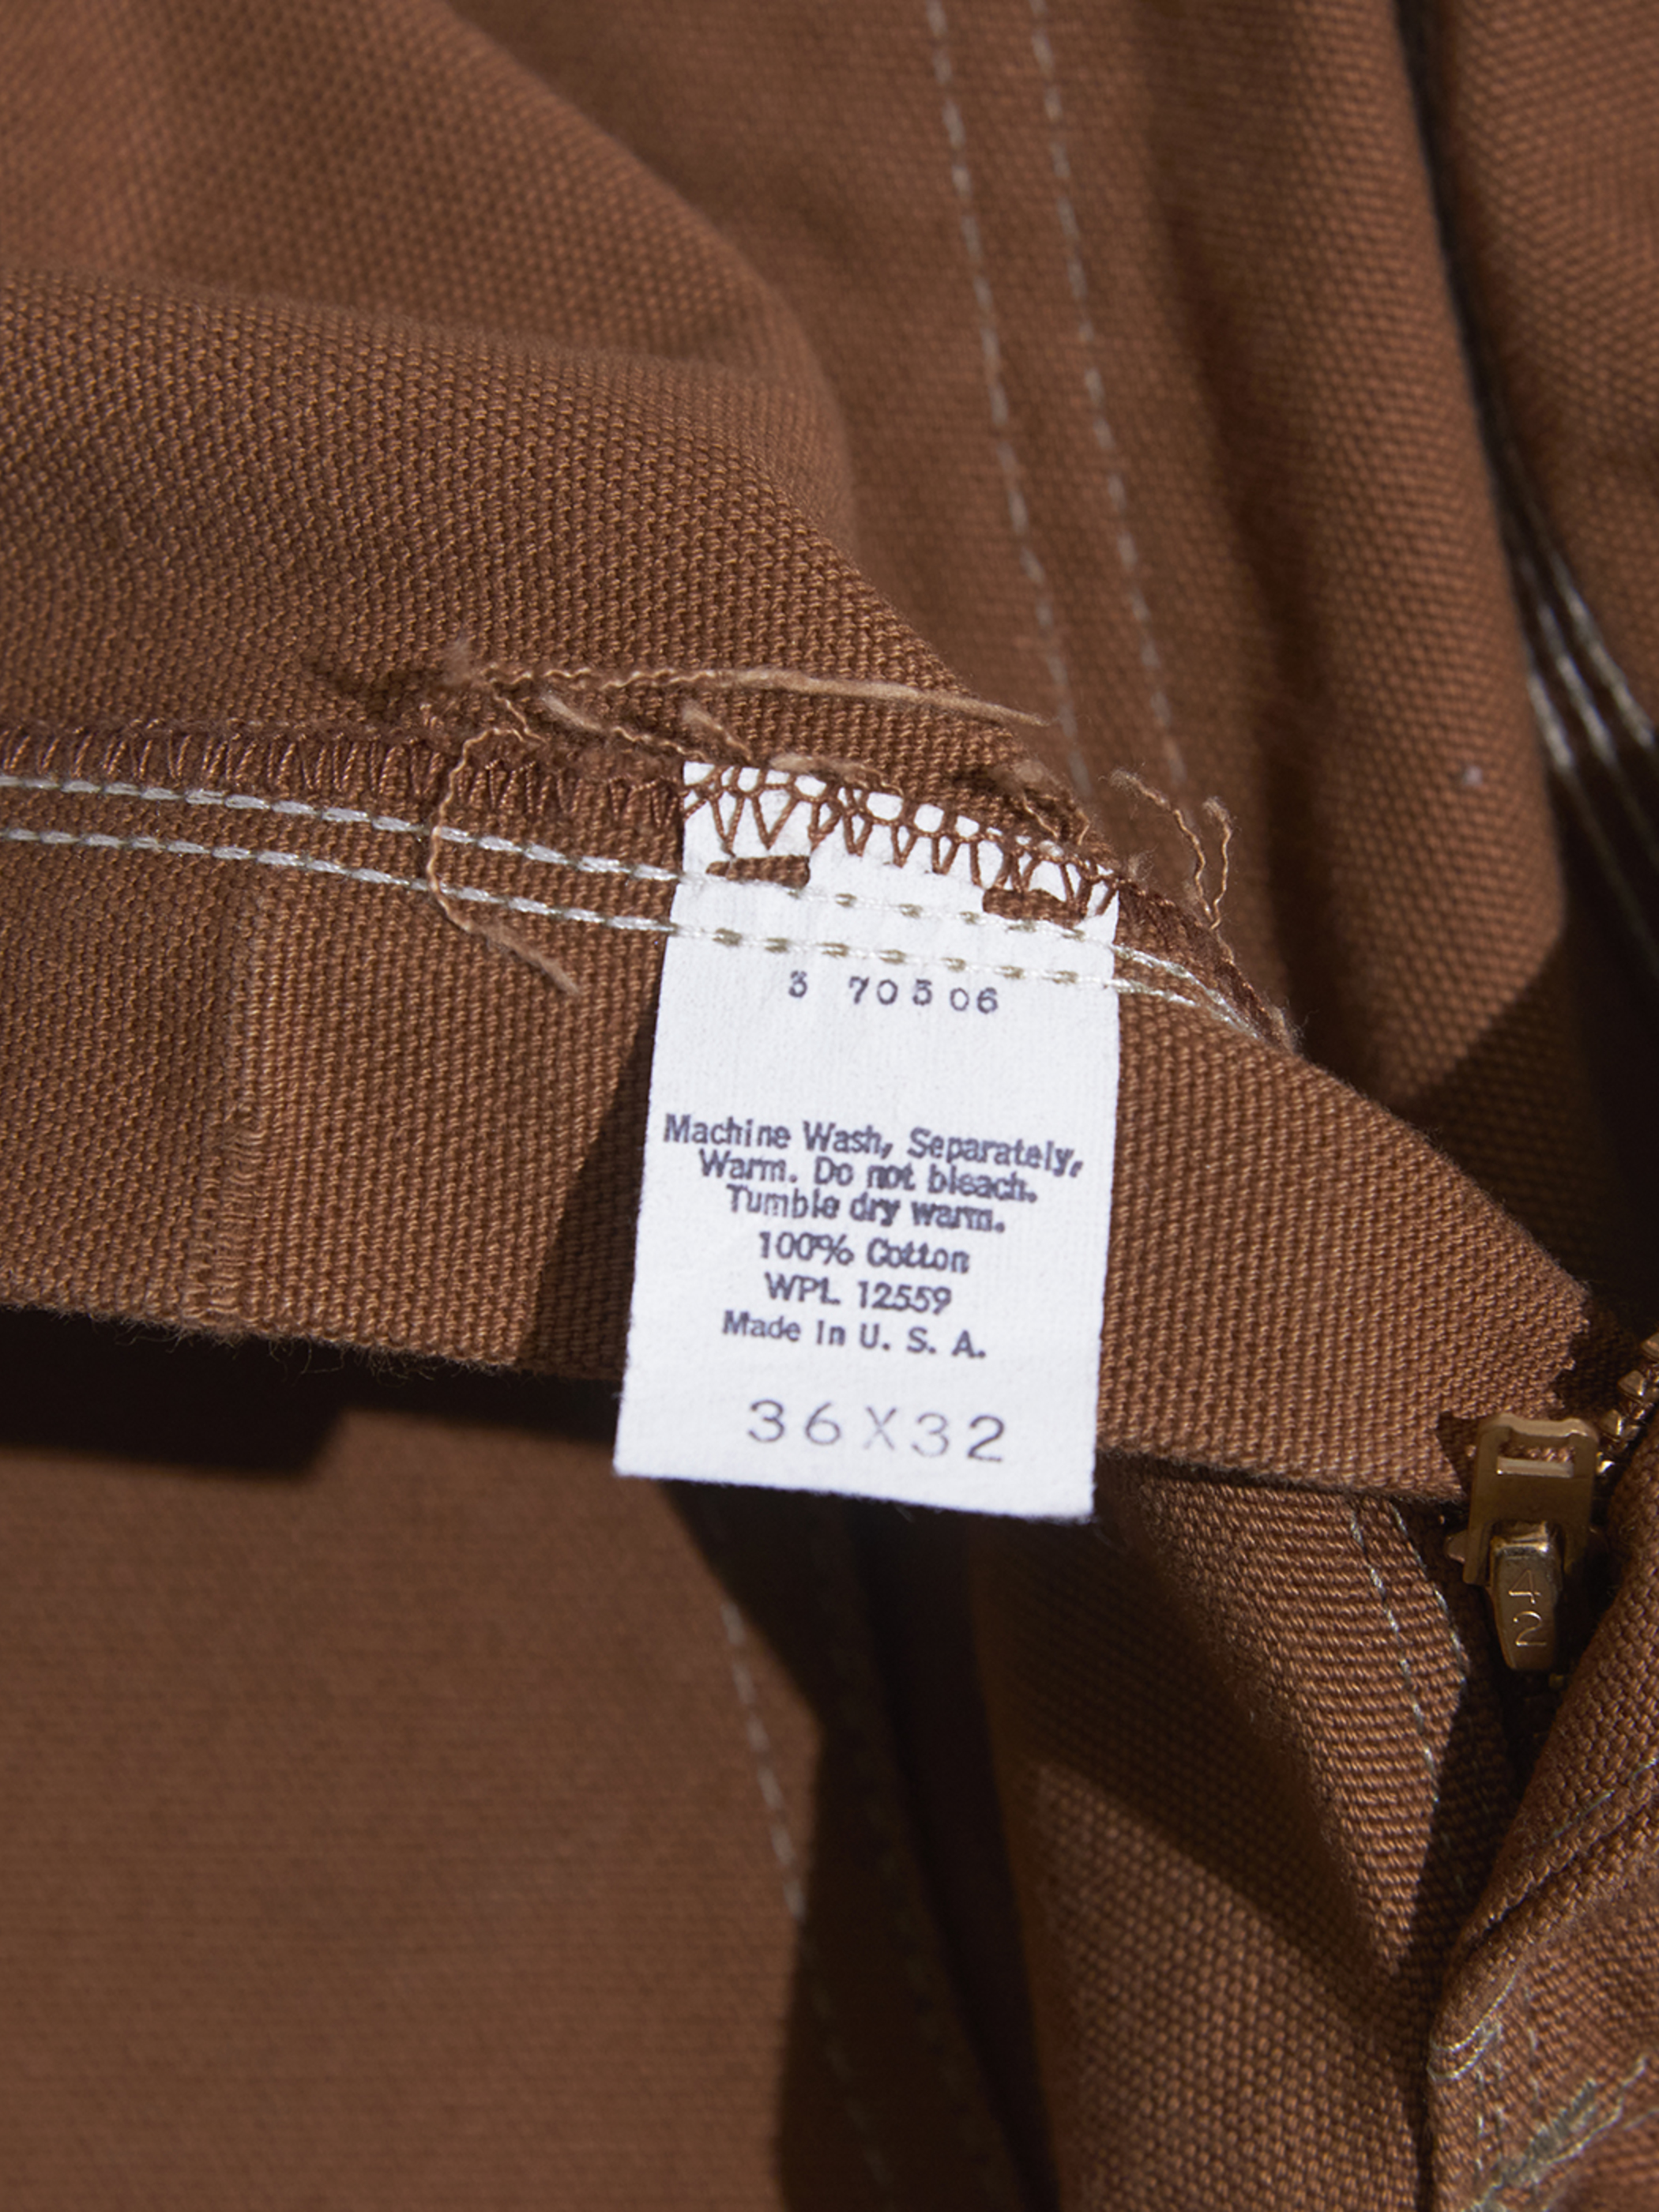 3 70506
Machine Wash, Separately,
Warm. Do not bleach.
Tumble dry warm.
100% Cotton
WPL 12559
Made In U. S. A.
36X32
42